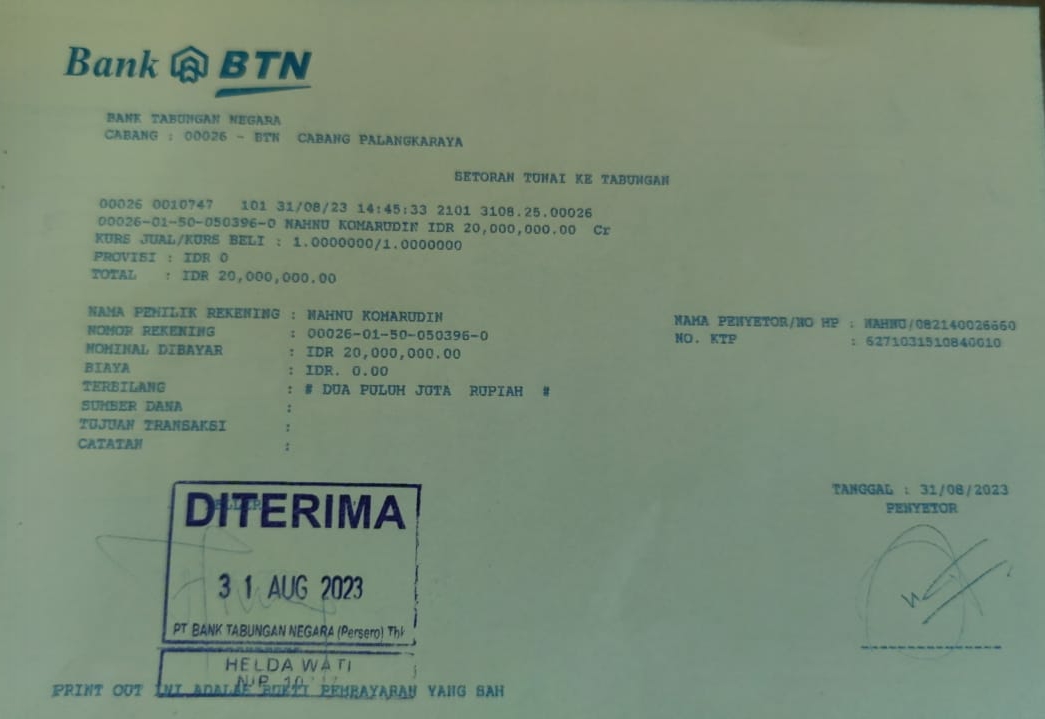 Bank BTN
BANK TABUNGAN NEGARA
CABANG : 00026 - BTN CABANG PALANGKARAYA
SETORAN TUNAI KE TABUNGAN
00026 0010747 101 31/08/23 14:45:33 2101 3108.25.00026
00026-01-50-050396-0 NAHNU KOMARUDIN IDR 20,000,000.00 Cr
KURS JUAL/KURS BELI : 1.0000000/1.0000000
PROVISI : IDR 0
TOTAL : IDR 20,000,000.00
NAMA PEMILIK REKENING : NAHNU KOMARUDIN
NAMA PENYETOR/NO HP : NAHNU/082140026660
NOMOR REKENING : 00026-01-50-050396-0
NO. KTP : 6271031510840010
NOMINAL DIBAYAR : IDR 20,000,000.00
BIAYA : IDR. 0.00
TERBILANG : # DUA PULUH JUTA RUPIAH #
SUMBER DANA :
TUJUAN TRANSAKSI :
CATATAN :
TANGGAL : 31/08/2023
PENYETOR
TELLER
DITERIMA
31 AUG 2023
PT BANK TABUNGAN NEGARA (Persero) Tbk
HELDA WATI
NIP
PRINT OUT INI ADALAH BUKTI PEMBAYARAN YANG SAH